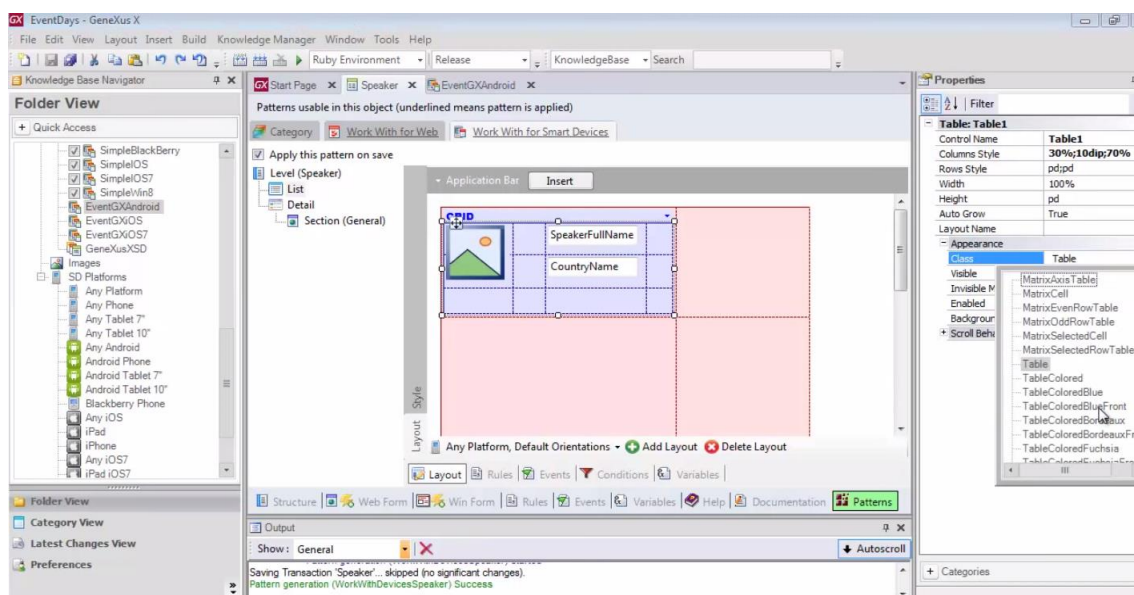 EventDays - GeneXus X
File Edit View Layout Insert Build Knowledge Manager Window Tools Help
Ruby Environment Release KnowledgeBase Search
Knowledge Base Navigator
Folder View
Quick Access
SimpleBlackBerry
SimpleIOS
SimpleIOS7
SimpleWin8
EventGXAndroid
EventGXiOS
EventGXiOS7
GeneXusXSD
Images
SD Platforms
Any Platform
Any Phone
Any Tablet 7"
Any Tablet 10"
Any Android
Android Phone
Android Tablet 7"
Android Tablet 10"
Blackberry Phone
Any iOS
iPad
iPhone
Any iOS7
iPad iOS7
Folder View
Category View
Latest Changes View
Preferences
Start Page Speaker EventGXAndroid
Patterns usable in this object (underlined means pattern is applied)
Category Work With for Web Work With for Smart Devices
Apply this pattern on save
Level (Speaker)
List
Detail
Section (General)
Application Bar Insert
GRID
SpeakerFullName
CountryName
Style
Layout
Any Platform, Default Orientations Add Layout Delete Layout
Layout Rules Events Conditions Variables
Structure Web Form Win Form Rules Events Variables Help Documentation Patterns
Output
Show: General Autoscroll
Saving Transaction 'Speaker'... skipped (no significant changes).
Pattern generation (WorkWithDevicesSpeaker) Success
Properties
Filter
Table: Table1
Control Name Table1
Columns Style 30%;10dip;70%
Rows Style pd;pd
Width 100%
Height pd
Auto Grow True
Layout Name
Appearance
Class Table
Visible
Invisible M
Enabled
Backgrour
Scroll Beha
MatrixAxisTable
MatrixCell
MatrixEvenRowTable
MatrixOddRowTable
MatrixSelectedCell
MatrixSelectedRowTable
Table
TableColored
TableColoredBlue
TableColoredBlueFront
TableColoredBordeaux
TableColoredBordeauxFr
TableColoredFuchsia
Categories